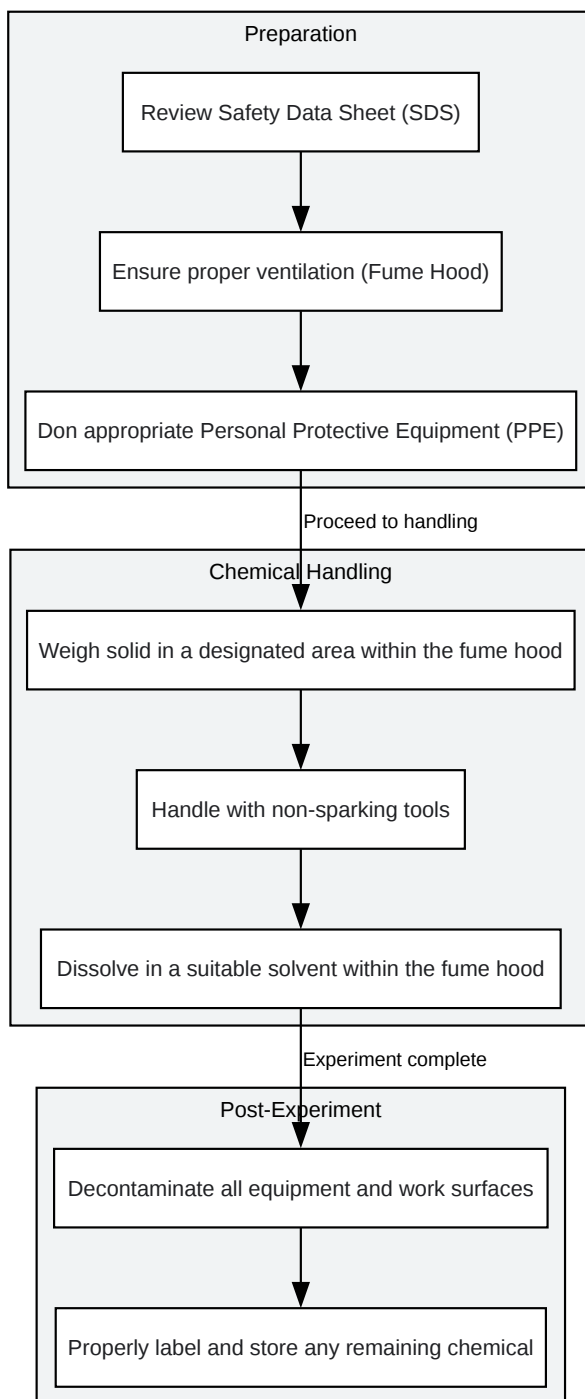 Preparation
Review Safety Data Sheet (SDS)
Ensure proper ventilation (Fume Hood)
Don appropriate Personal Protective Equipment (PPE)
Proceed to handling
Chemical Handling
Weigh solid in a designated area within the fume hood
Handle with non-sparking tools
Dissolve in a suitable solvent within the fume hood
Experiment complete
Post-Experiment
Decontaminate all equipment and work surfaces
Properly label and store any remaining chemical